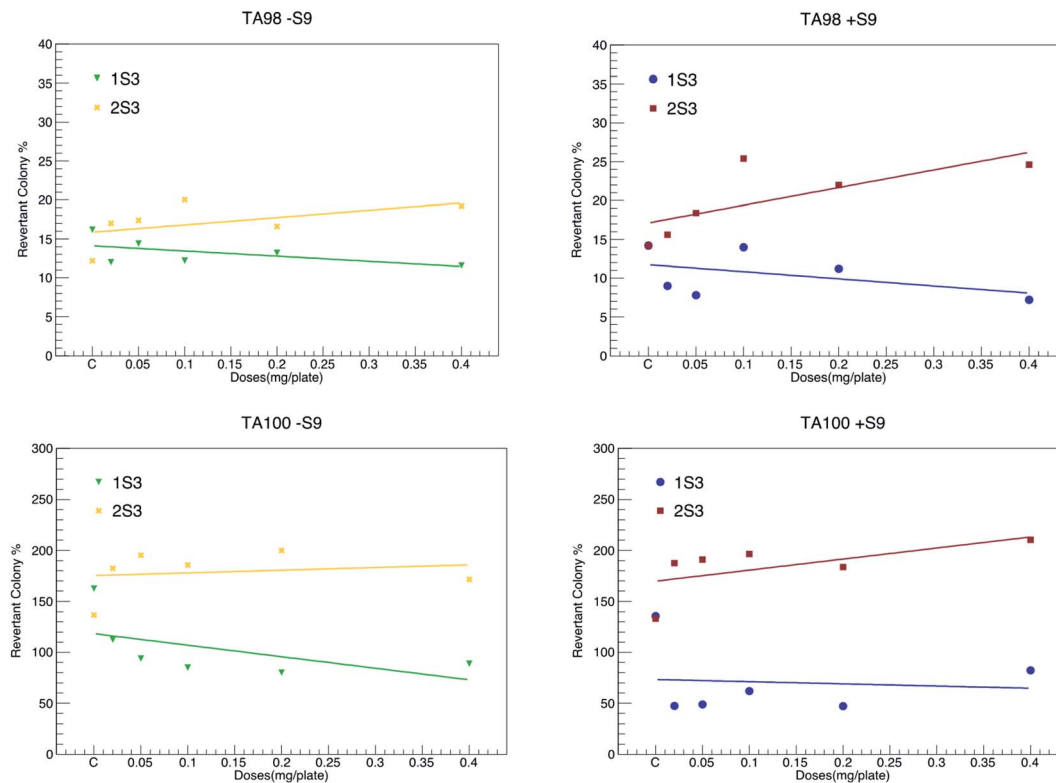 TA98 -S9
40
35
30
25
20
15
10
5
0
Revertant Colony %
1S3
2S3
C 0.05 0.1 0.15 0.2 0.25 0.3 0.35 0.4
Doses(mg/plate)
TA98 +S9
40
35
30
25
20
15
10
5
0
Revertant Colony %
1S3
2S3
C 0.05 0.1 0.15 0.2 0.25 0.3 0.35 0.4
Doses(mg/plate)
TA100 -S9
300
250
200
150
100
50
0
Revertant Colony %
1S3
2S3
C 0.05 0.1 0.15 0.2 0.25 0.3 0.35 0.4
Doses(mg/plate)
TA100 +S9
300
250
200
150
100
50
0
Revertant Colony %
1S3
2S3
C 0.05 0.1 0.15 0.2 0.25 0.3 0.35 0.4
Doses(mg/plate)